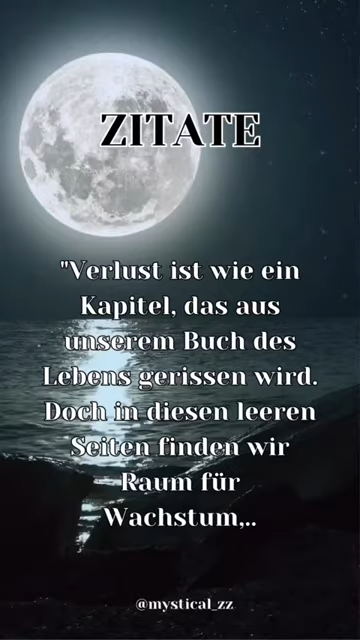 ZITATE
"Verlust ist wie ein
Kapitel, das aus
unserem Buch des
Lebens gerissen wird.
Doch in diesen leeren
Seiten finden wir
Raum für
Wachstum,..
@mystical_zz